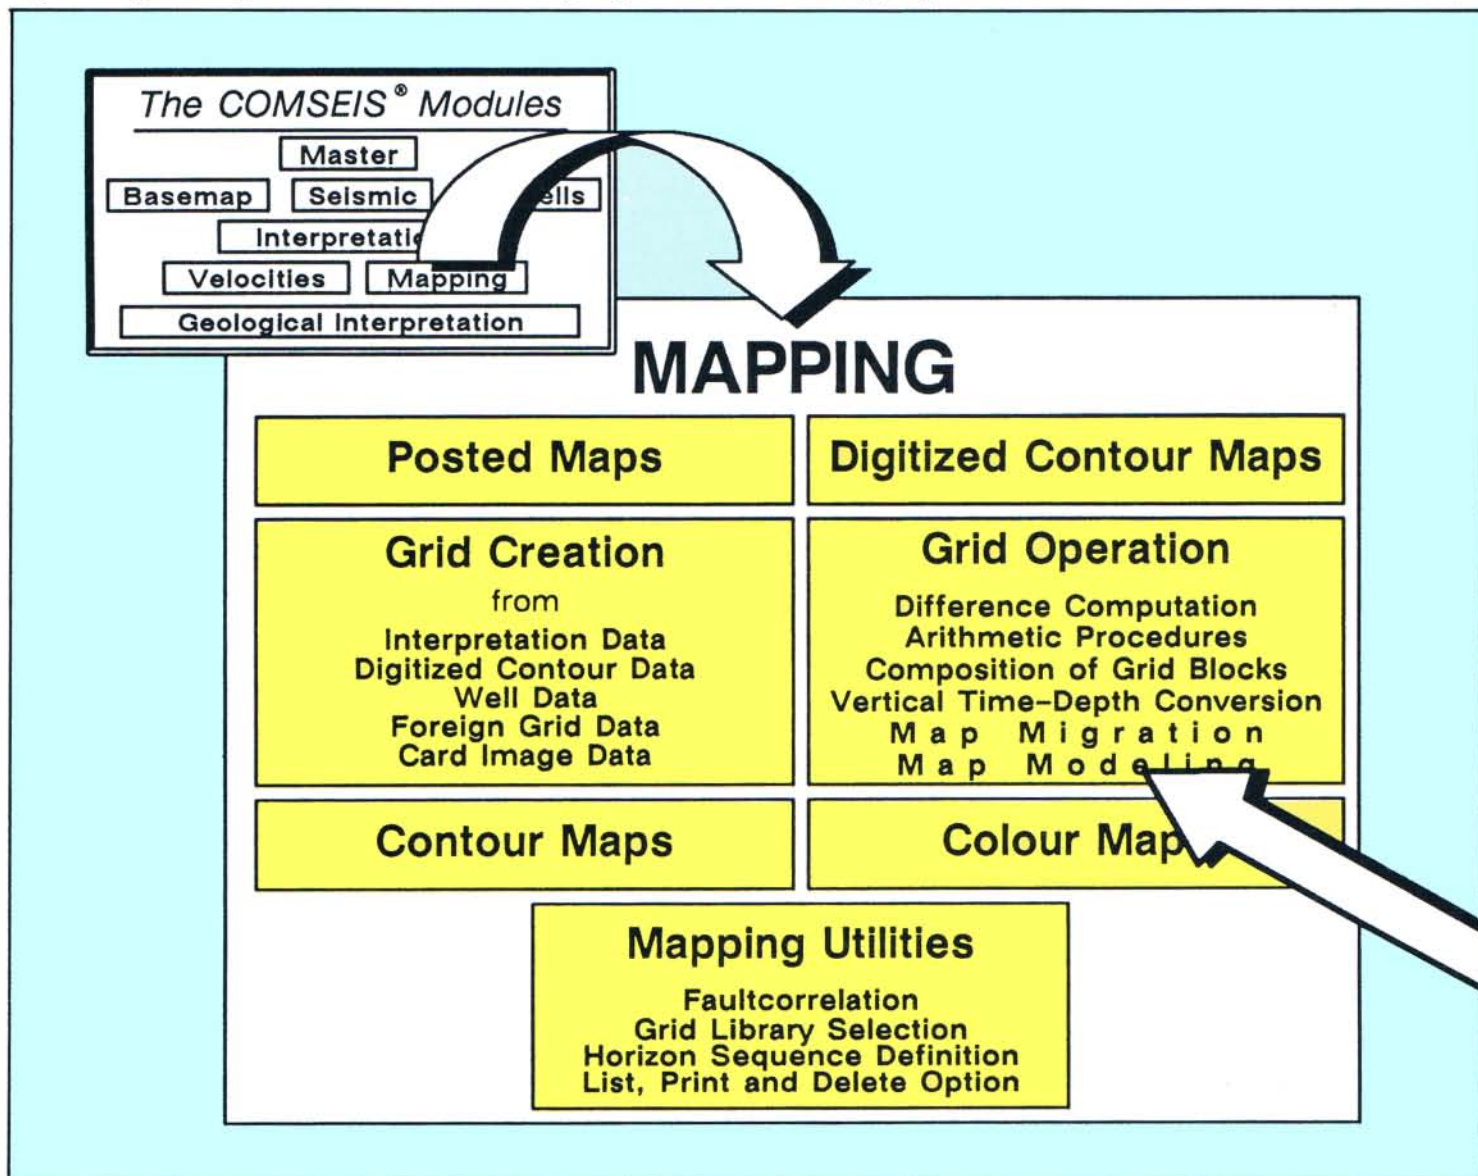 The COMSEIS® Modules
Master
Basemap Seismic
Velocities Mapping
Geological Interpretation
MAPPING
Posted Maps
Digitized Contour Maps
Grid Creation
from
Interpretation Data
Digitized Contour Data
Well Data
Foreign Grid Data
Card Image Data
Grid Operation
Difference Computation
Arithmetic Procedures
Composition of Grid Blocks
Vertical Time-Depth Conversion
Map Migration
Map Modeling
Contour Maps
Colour Map
Mapping Utilities
Faultcorrelation
Grid Library Selection
Horizon Sequence Definition
List, Print and Delete Option